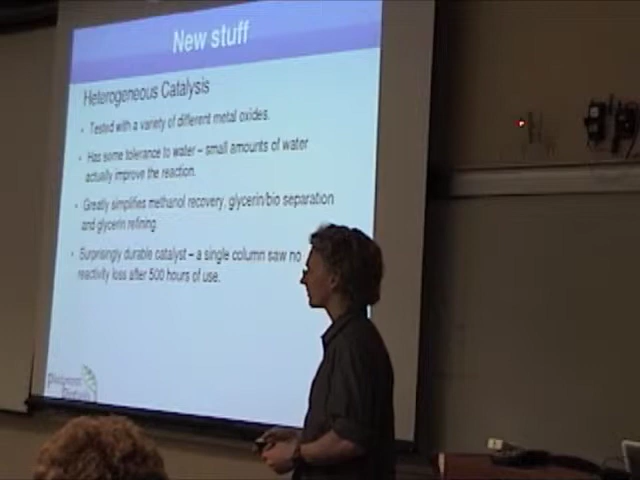 New stuff
Heterogeneous Catalysis
Tested with a variety of different metal oxides.
Has some tolerance to water – small amounts of water
actually improve the reaction.
Greatly simplifies methanol recovery, glycerin/bio separation
and glycerin refining.
Surprisingly durable catalyst – a single column saw no
reactivity loss after 500 hours of use.
Piedmont
Biofuels